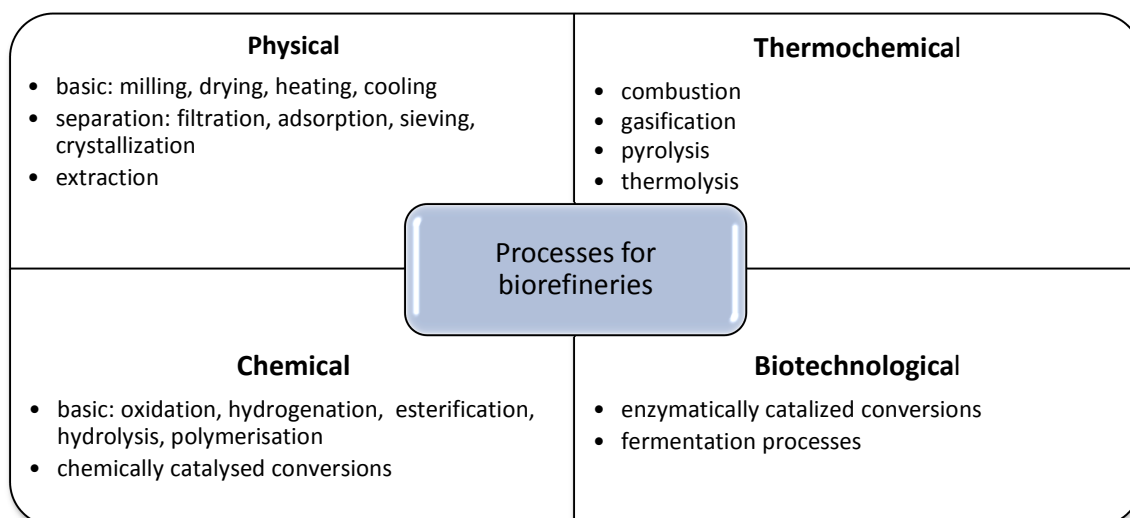 Physical
• basic: milling, drying, heating, cooling
• separation: filtration, adsorption, sieving,
crystallization
• extraction
Thermochemical
• combustion
• gasification
• pyrolysis
• thermolysis
Processes for
biorefineries
Chemical
• basic: oxidation, hydrogenation, esterification,
hydrolysis, polymerisation
• chemically catalysed conversions
Biotechnological
• enzymatically catalized conversions
• fermentation processes